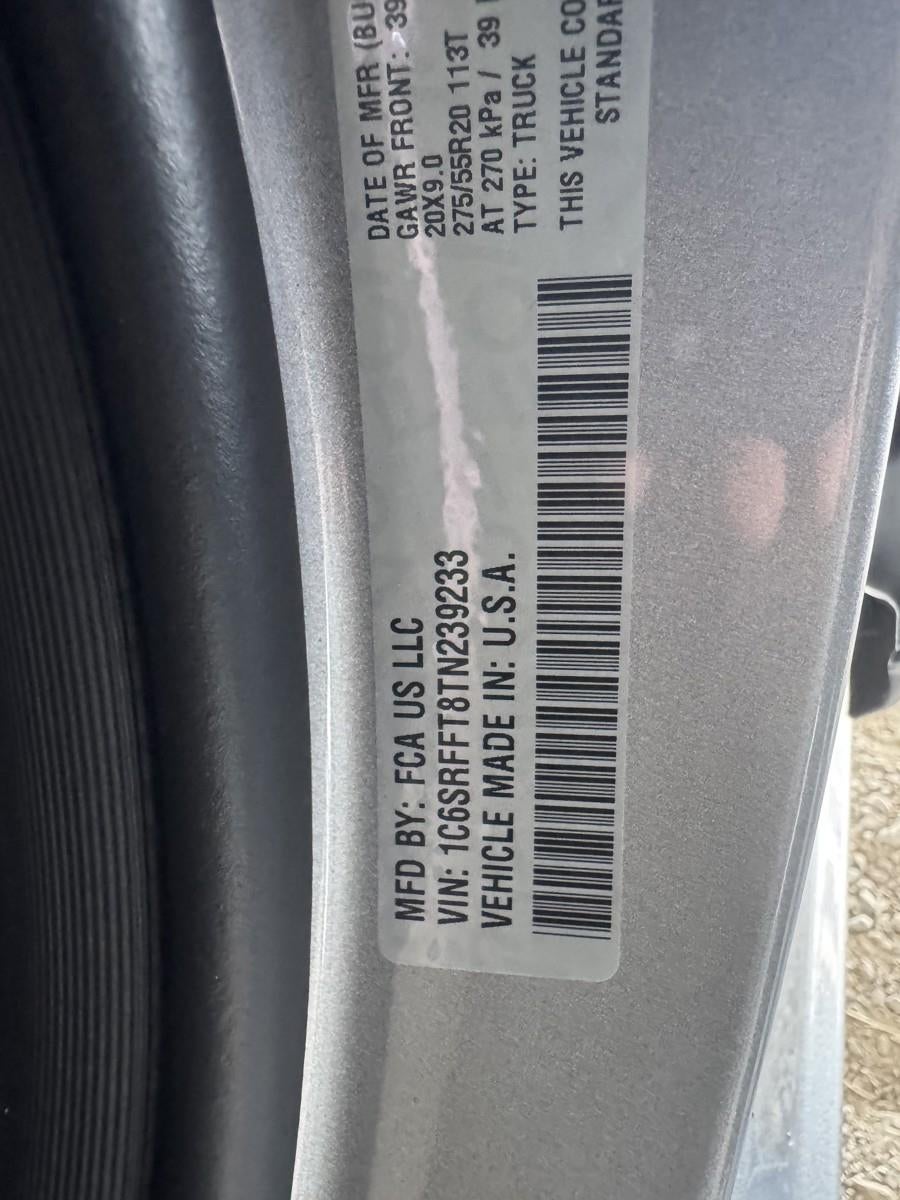 MFD BY: FCA US LLC
VIN: 1C6SRFFT8TN239233
VEHICLE MADE IN: U.S.A.
DATE OF MFR (BU
GAWR FRONT: 39
20X9.0
275/55R20 113T
AT 270 kPa / 39
TYPE: TRUCK
THIS VEHICLE CO
STANDAR